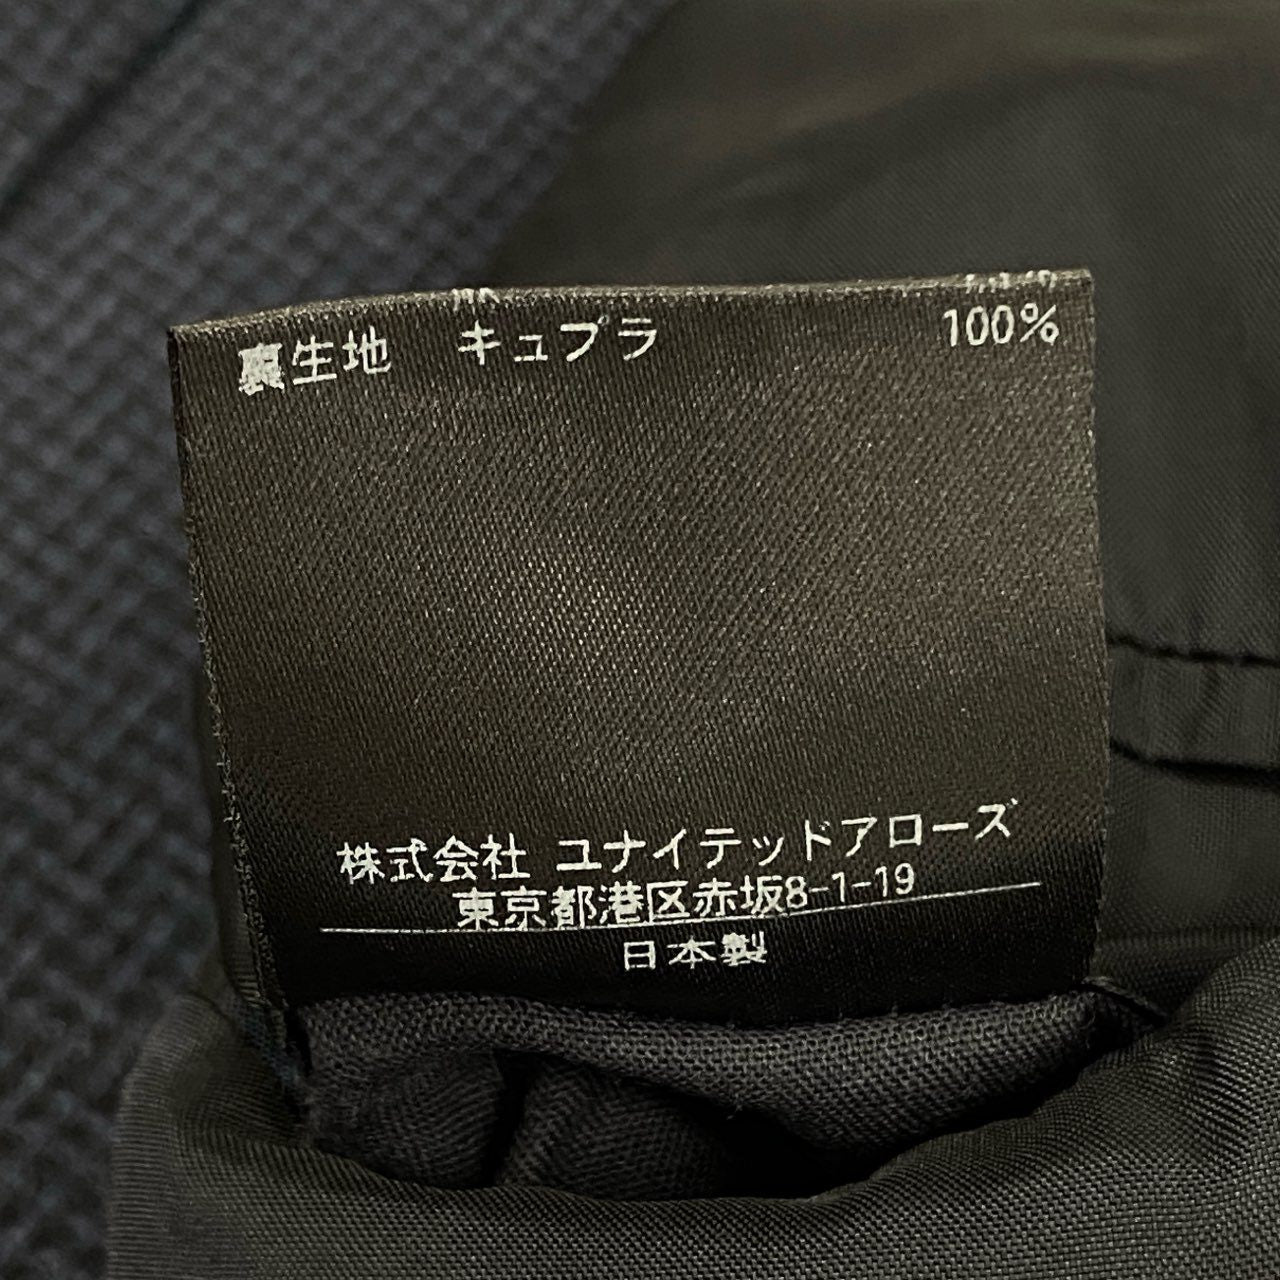 裏生地 キュプラ 100%
株式会社 ユナイテッドアローズ
東京都港区赤坂8-1-19
日本製